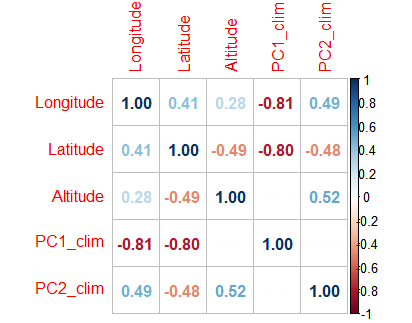 Longitude
Latitude
Altitude
PC1_clim
PC2_clim
Longitude 1.00 0.41 0.28 -0.81 0.49
Latitude 0.41 1.00 -0.49 -0.80 -0.48
Altitude 0.28 -0.49 1.00 0.52
PC1_clim -0.81 -0.80 1.00
PC2_clim 0.49 -0.48 0.52 1.00
1
0.8
0.6
0.4
0.2
0
-0.2
-0.4
-0.6
-0.8
-1